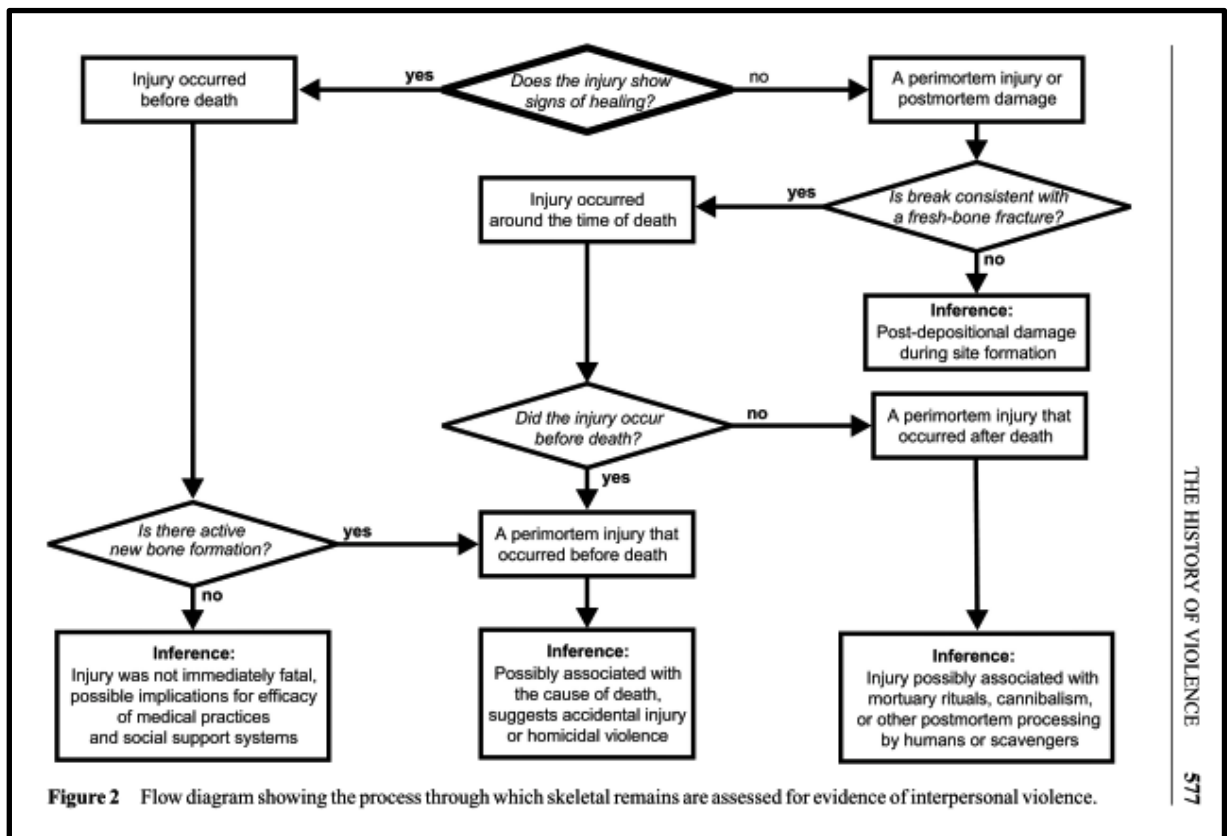 Does the injury show
signs of healing?
yes
no
Injury occurred
before death
A perimortem injury or
postmortem damage
Is break consistent with
a fresh-bone fracture?
yes
no
Injury occurred
around the time of death
Inference:
Post-depositional damage
during site formation
Did the injury occur
before death?
no
yes
A perimortem injury that
occurred after death
Is there active
new bone formation?
yes
no
A perimortem injury that
occurred before death
Inference:
Injury was not immediately fatal,
possible implications for efficacy
of medical practices
and social support systems
Inference:
Possibly associated with
the cause of death,
suggests accidental injury
or homicidal violence
Inference:
Injury possibly associated with
mortuary rituals, cannibalism,
or other postmortem processing
by humans or scavengers
Figure 2 Flow diagram showing the process through which skeletal remains are assessed for evidence of interpersonal violence.
THE HISTORY OF VIOLENCE
577